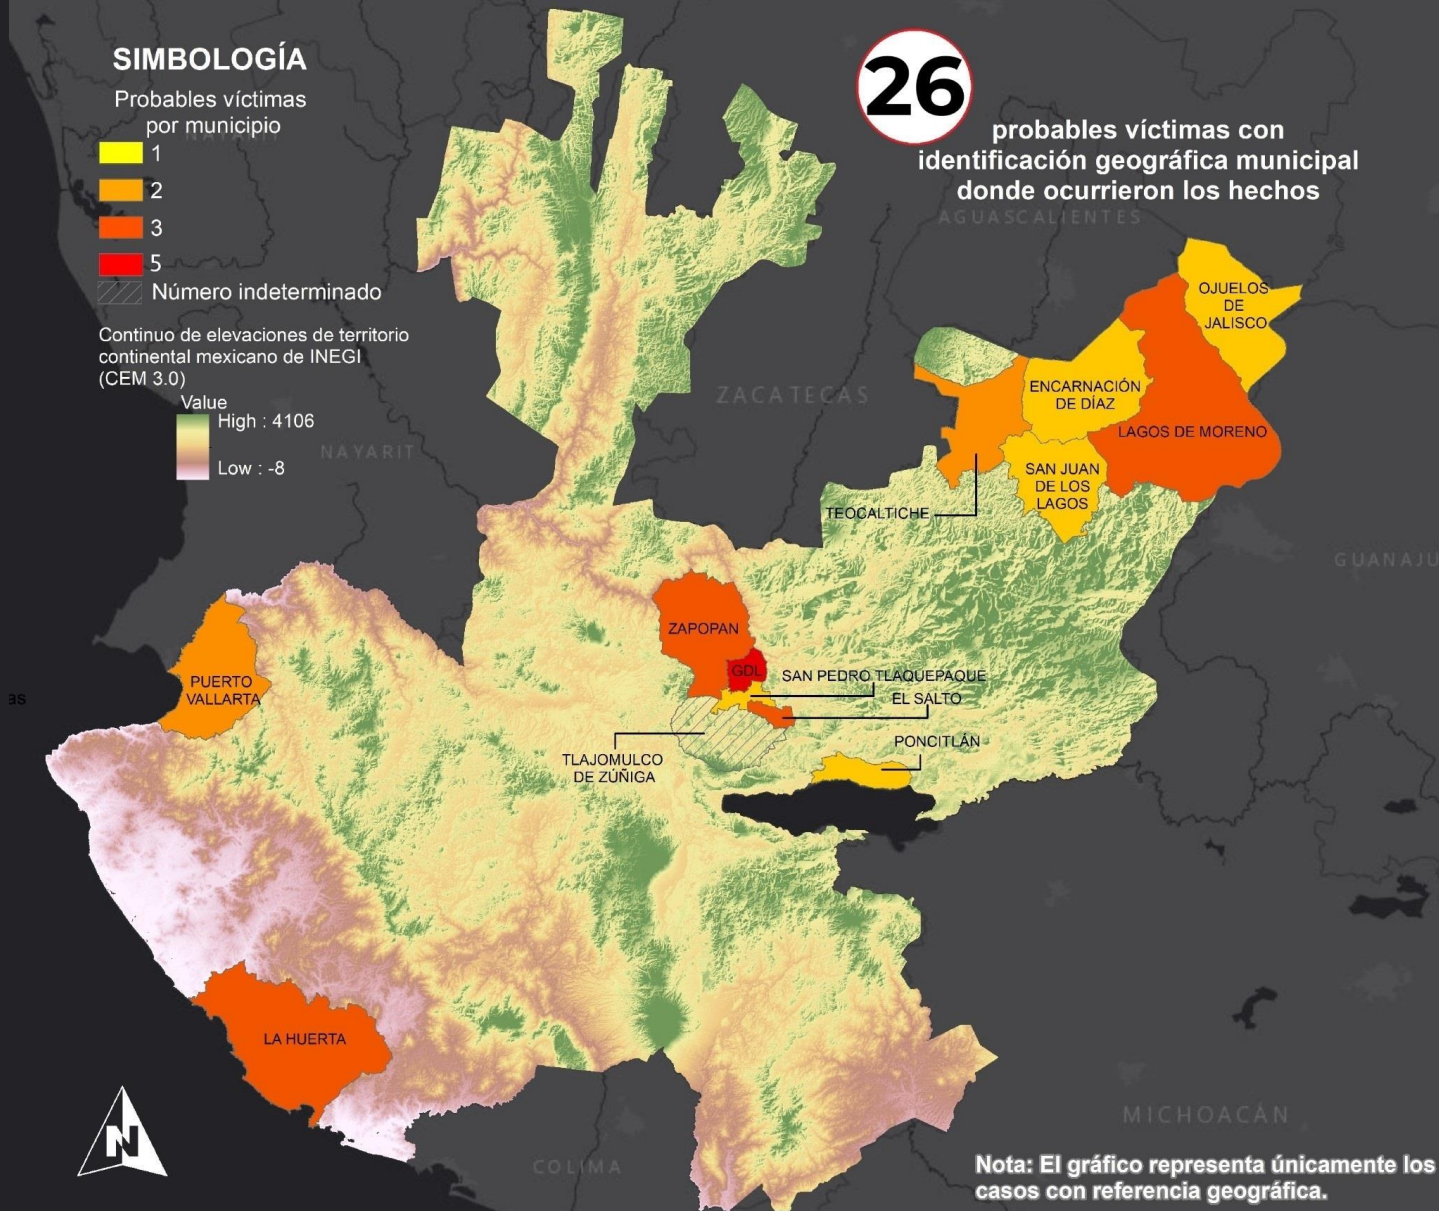 SIMBOLOGÍA
Probables víctimas
por municipio
NAYARIT
1
2
3
5
Número indeterminado
Continuo de elevaciones de territorio
continental mexicano de INEGI
(CEM 3.0)
Value
High : 4106
Low : -8
26
probables víctimas con
identificación geográfica municipal
donde ocurrieron los hechos
AGUASCALIENTES
ZACATECAS
NAYARIT
GUANAJU
MICHOACÁN
COLIMA
as
OJUELOS
DE
JALISCO
ENCARNACIÓN
DE DÍAZ
LAGOS DE MORENO
SAN JUAN
DE LOS
LAGOS
TEOCALTICHE
ZAPOPAN
GDL
SAN PEDRO TLAQUEPAQUE
EL SALTO
PONCITLÁN
TLAJOMULCO
DE ZÚÑIGA
PUERTO
VALLARTA
LA HUERTA
N
Nota: El gráfico representa únicamente los
casos con referencia geográfica.